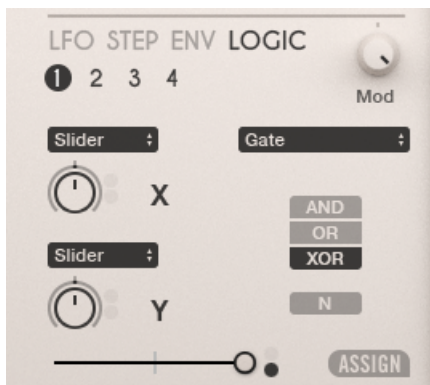 LFO STEP ENV LOGIC
1 2 3 4
Mod
Slider
Gate
X
AND
OR
XOR
Slider
N
Y
ASSIGN